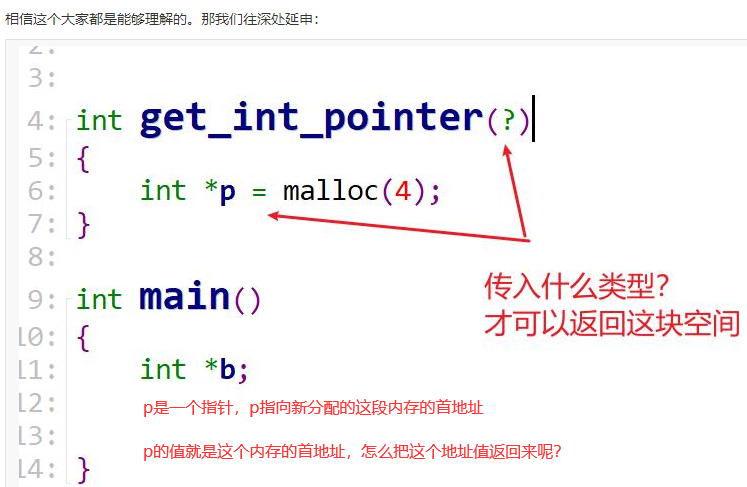 相信这个大家都是能够理解的。那我们往深处延申：
2:
3:
4: int get_int_pointer(?)
5: {
6: int *p = malloc(4);
7: }
8:
9: int main()
10: {
11: int *b;
12:
13:
14: }
传入什么类型？
才可以返回这块空间
p是一个指针，p指向新分配的这段内存的首地址
p的值就是这个内存的首地址，怎么把这个地址值返回来呢？